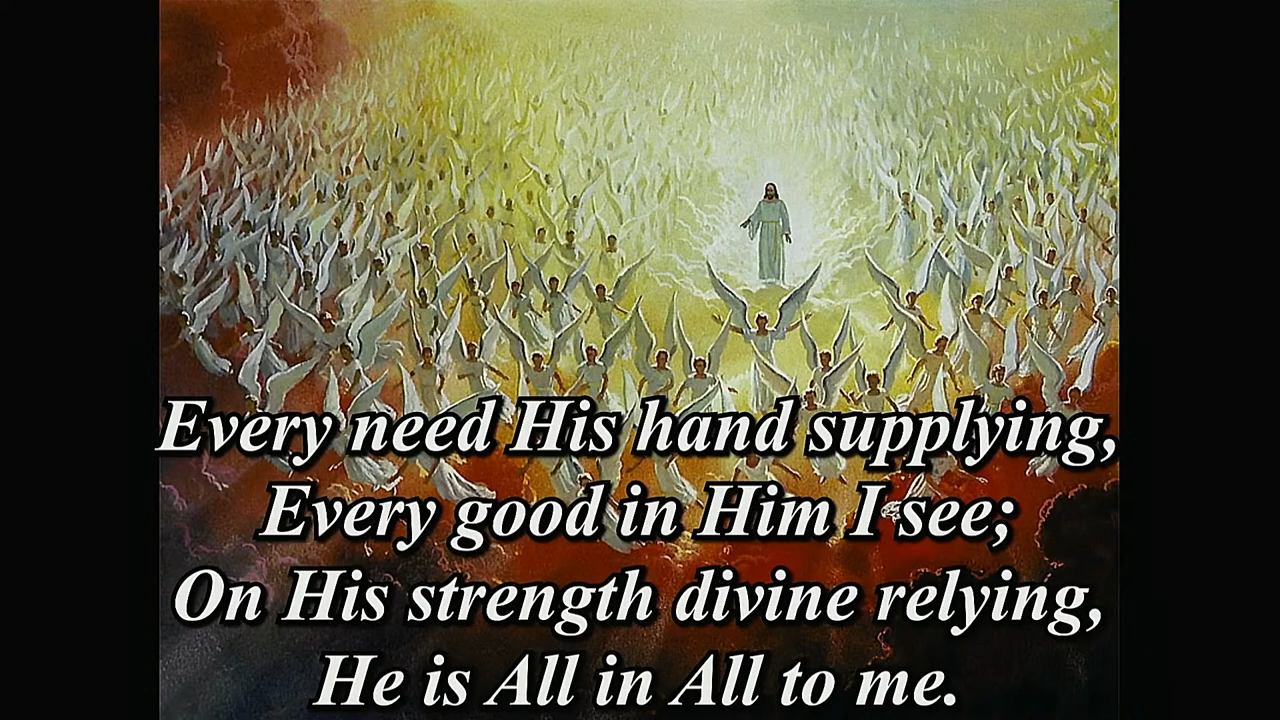 Every need His hand supplying,
Every good in Him I see;
On His strength divine relying,
He is All in All to me.